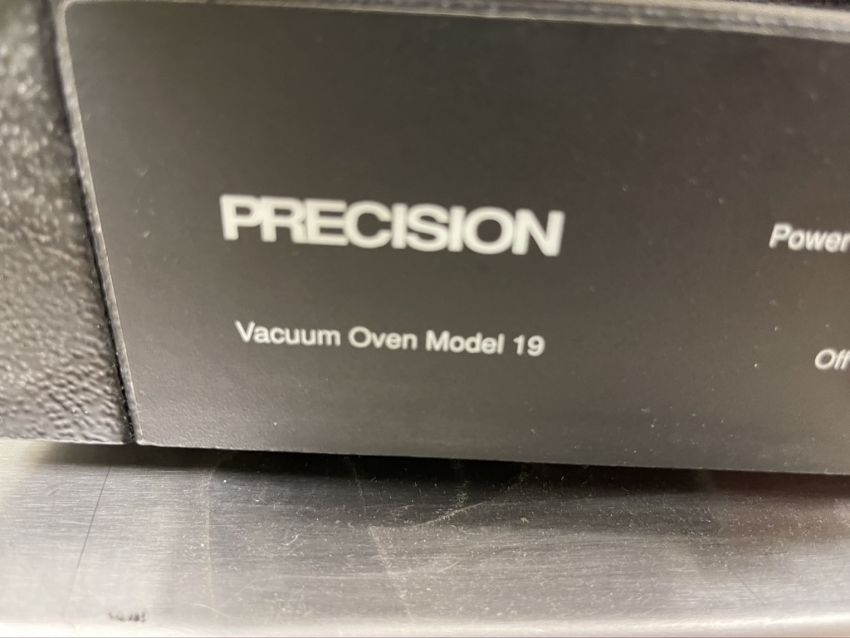 PRECISION
Power
Vacuum Oven Model 19
Off